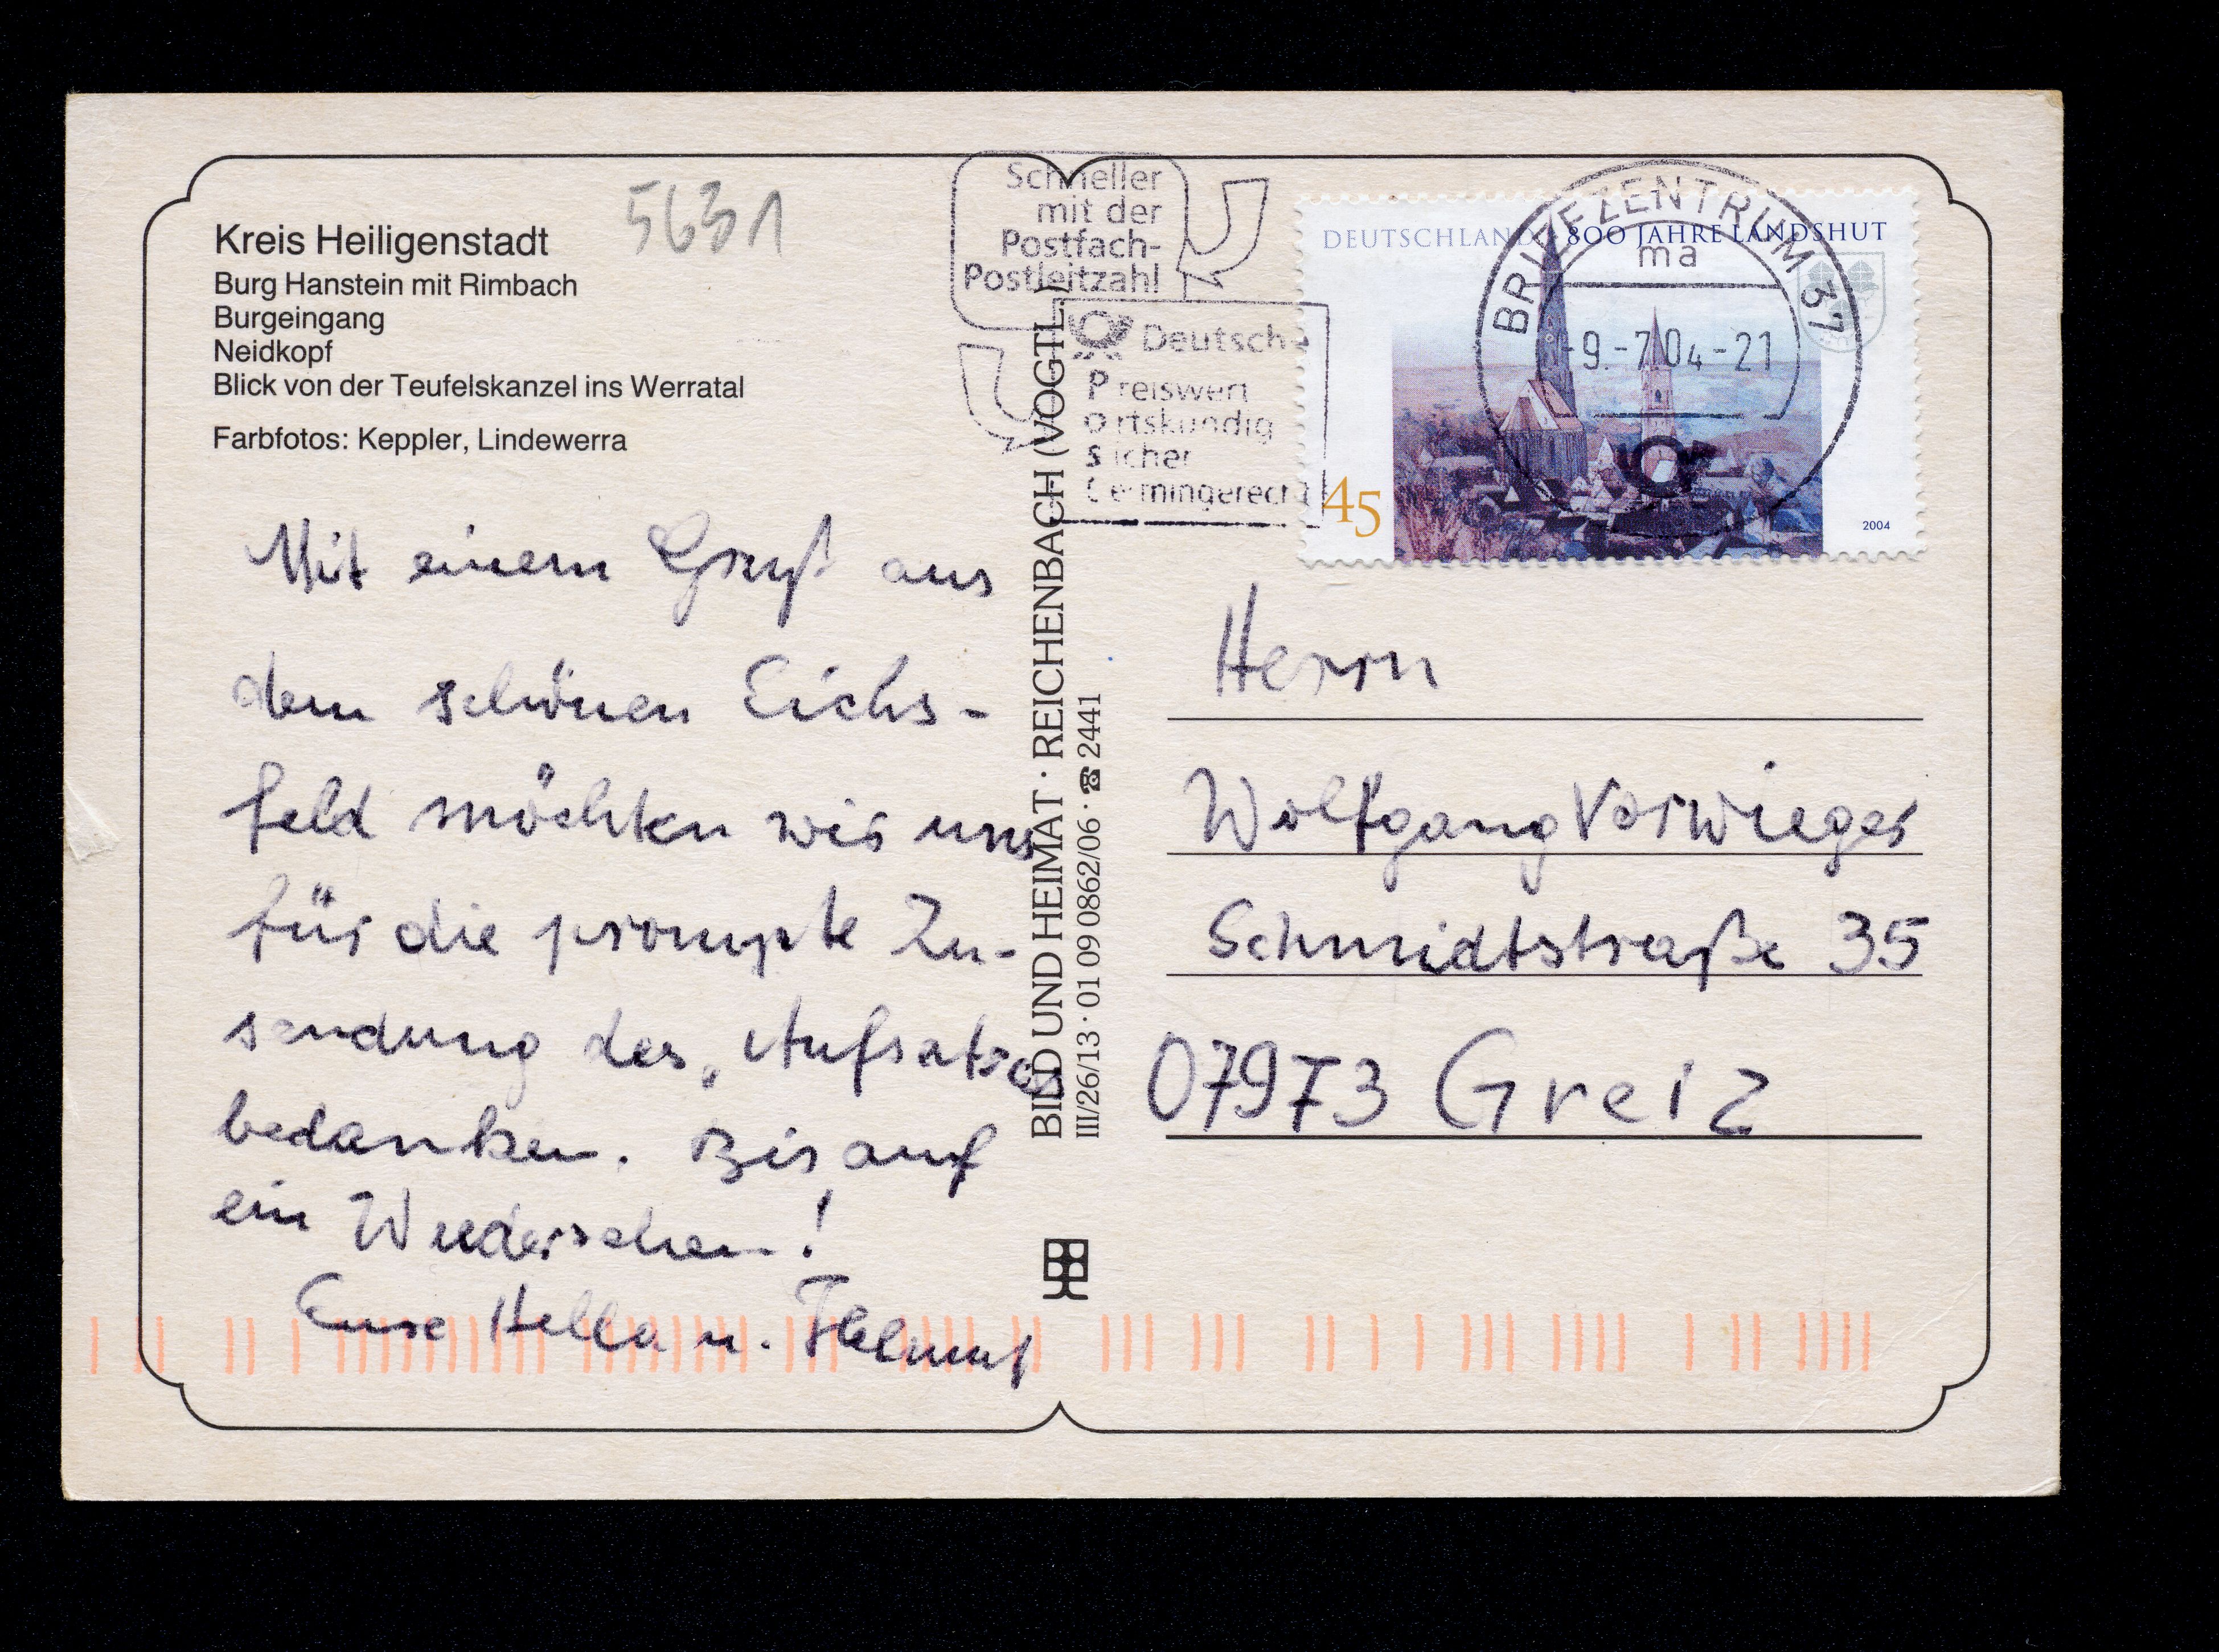 Kreis Heiligenstadt
5631
Burg Hanstein mit Rimbach
Burgeingang
Neidkopf
Blick von der Teufelskanzel ins Werratal
Farbfotos: Keppler, Lindewerra
Mit einem Gruß aus
dem schönen Eichs-
feld möchten wir uns
für die prompte Zu-
sendung des Aufsatzes
bedanken. Bis auf
ein Wiedersehen!
Eure Hella u. Helmut
BILD UND HEIMAT · REICHENBACH (VOGTL.)
III/26/13 · 01 09 0862/06 · ☎ 2441
Schneller
mit der
Postfach-
Postleitzahl
Deutsche
Preiswert
ortskundig
sicher
termingerecht
DEUTSCHLAND 800 JAHRE LANDSHUT
45
2004
BRIEFZENTRUM 37
ma
-9.-7.04-21
Herrn
Wolfgang Vorwieger
Schmidtstraße 35
07973 Greiz